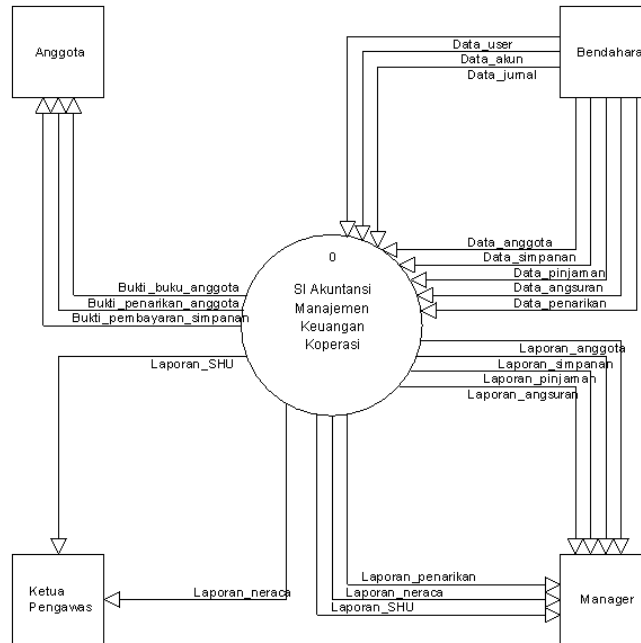 Anggota
Bendahara
Data_user
Data_akun
Data_jurnal
Data_anggota
Data_simpanan
Data_pinjaman
Data_angsuran
Data_penarikan
0
SI Akuntansi
Manajemen
Keuangan
Koperasi
Bukti_buku_anggota
Bukti_penarikan_anggota
Bukti_pembayaran_simpanan
Laporan_SHU
Laporan_anggota
Laporan_simpanan
Laporan_pinjaman
Laporan_angsuran
Ketua
Pengawas
Laporan_neraca
Laporan_penarikan
Laporan_neraca
Laporan_SHU
Manager